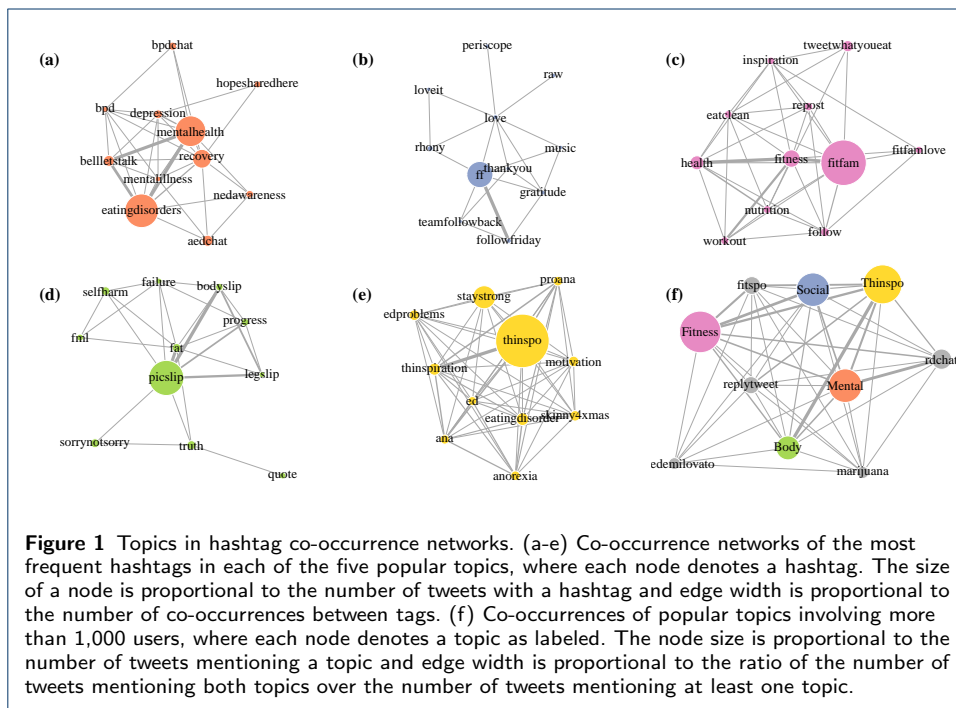 (a)
bpdchat
hopesharedhere
bpd
depression
mentalhealth
recovery
bellletstalk
mentalillness
nedawareness
eatingdisorders
aedchat
(b)
periscope
raw
loveit
love
rhony
music
thankyou
ff
gratitude
teamfollowback
followfriday
(c)
tweetwhatyoueat
inspiration
repost
eatclean
fitfamlove
health
fitness
fitfam
nutrition
follow
workout
(d)
failure
bodyslip
selfharm
progress
fml
fat
picslip
legslip
sorrynotsorry
truth
quote
(e)
proana
staystrong
edproblems
thinspo
thinspiration
motivation
ed
eatingdisorder
skinny4xmas
ana
anorexia
(f)
fitspo
Social
Thinspo
Fitness
rdchat
replytweet
Mental
Body
edemilovato
marijuana
Figure 1 Topics in hashtag co-occurrence networks. (a-e) Co-occurrence networks of the most
frequent hashtags in each of the five popular topics, where each node denotes a hashtag. The size
of a node is proportional to the number of tweets with a hashtag and edge width is proportional to
the number of co-occurrences between tags. (f) Co-occurrences of popular topics involving more
than 1,000 users, where each node denotes a topic as labeled. The node size is proportional to the
number of tweets mentioning a topic and edge width is proportional to the ratio of the number of
tweets mentioning both topics over the number of tweets mentioning at least one topic.